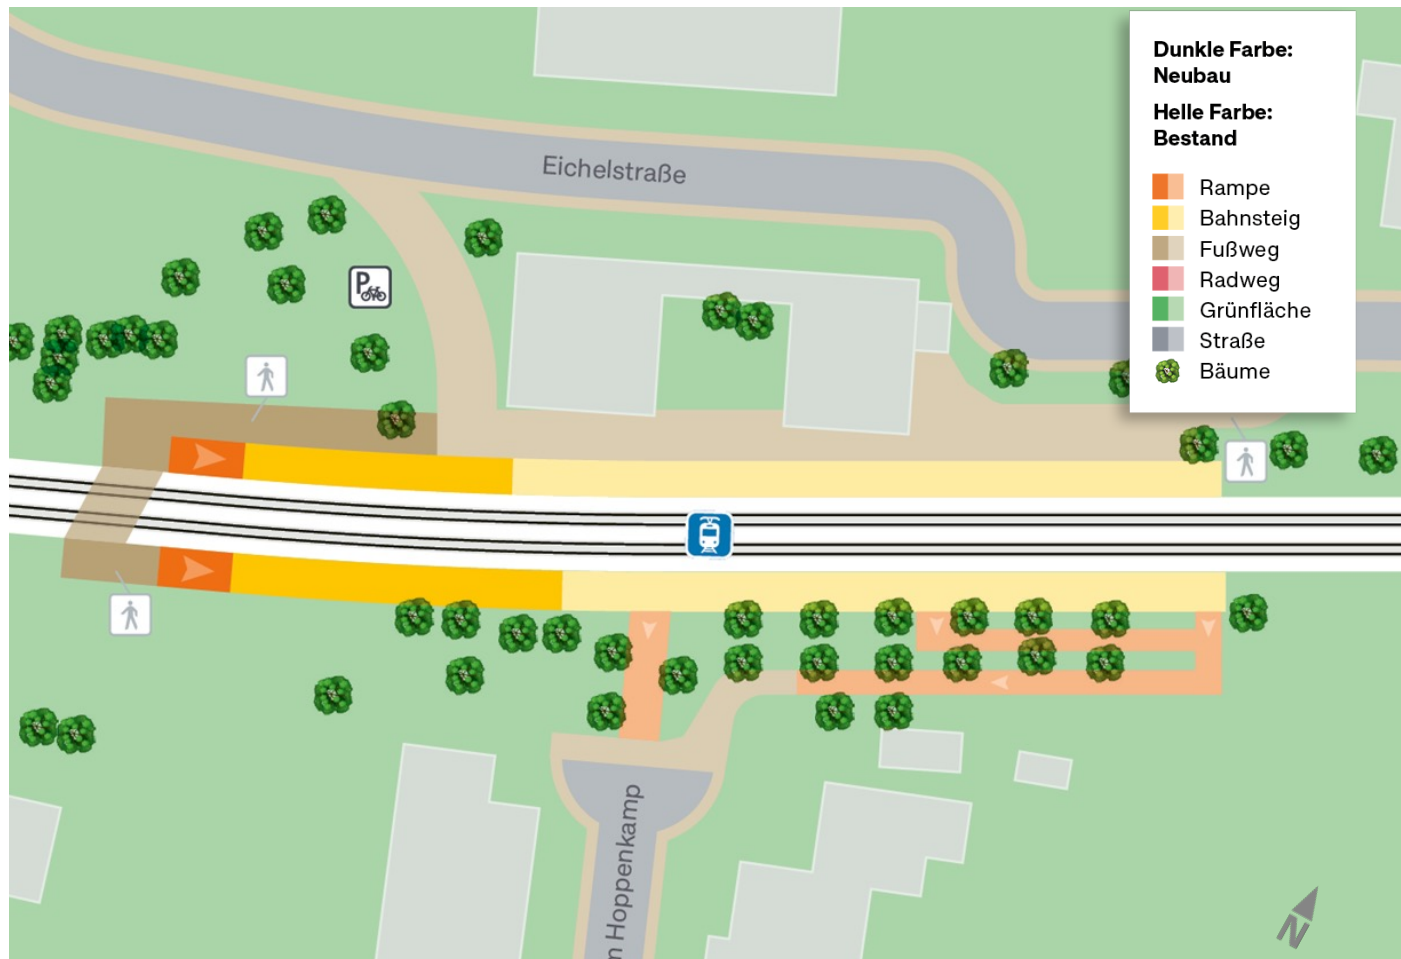 Dunkle Farbe:
Neubau
Helle Farbe:
Bestand
Rampe
Bahnsteig
Fußweg
Radweg
Grünfläche
Straße
Bäume
Eichelstraße
P
Hoppenkamp
N